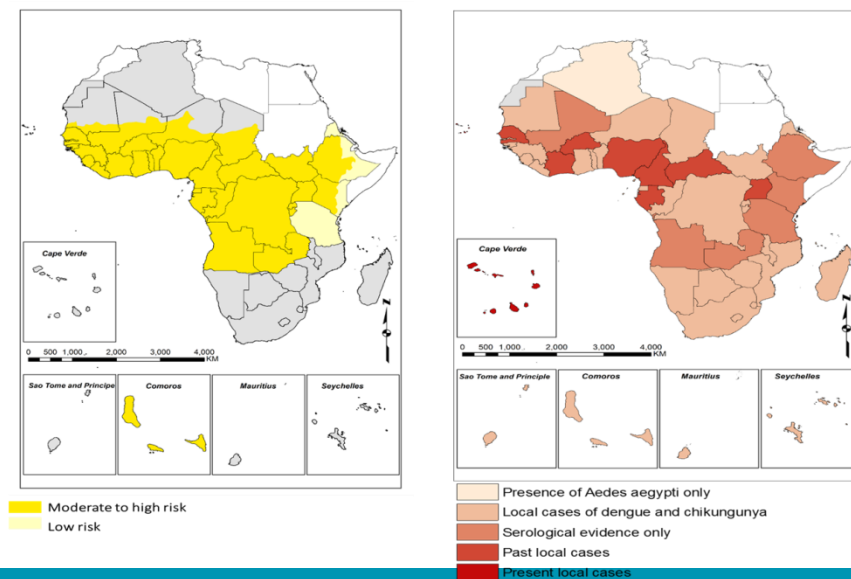 Cape Verde
0 500 1,000 2,000 3,000 4,000
KM
N
Sao Tome and Principe
Comoros
Mauritius
Seychelles
Moderate to high risk
Low risk
Cape Verde
0 500 1,000 2,000 3,000 4,000
KM
N
Sao Tome and Principle
Comoros
Mauritius
Seychelles
Presence of Aedes aegypti only
Local cases of dengue and chikungunya
Serological evidence only
Past local cases
Present local cases